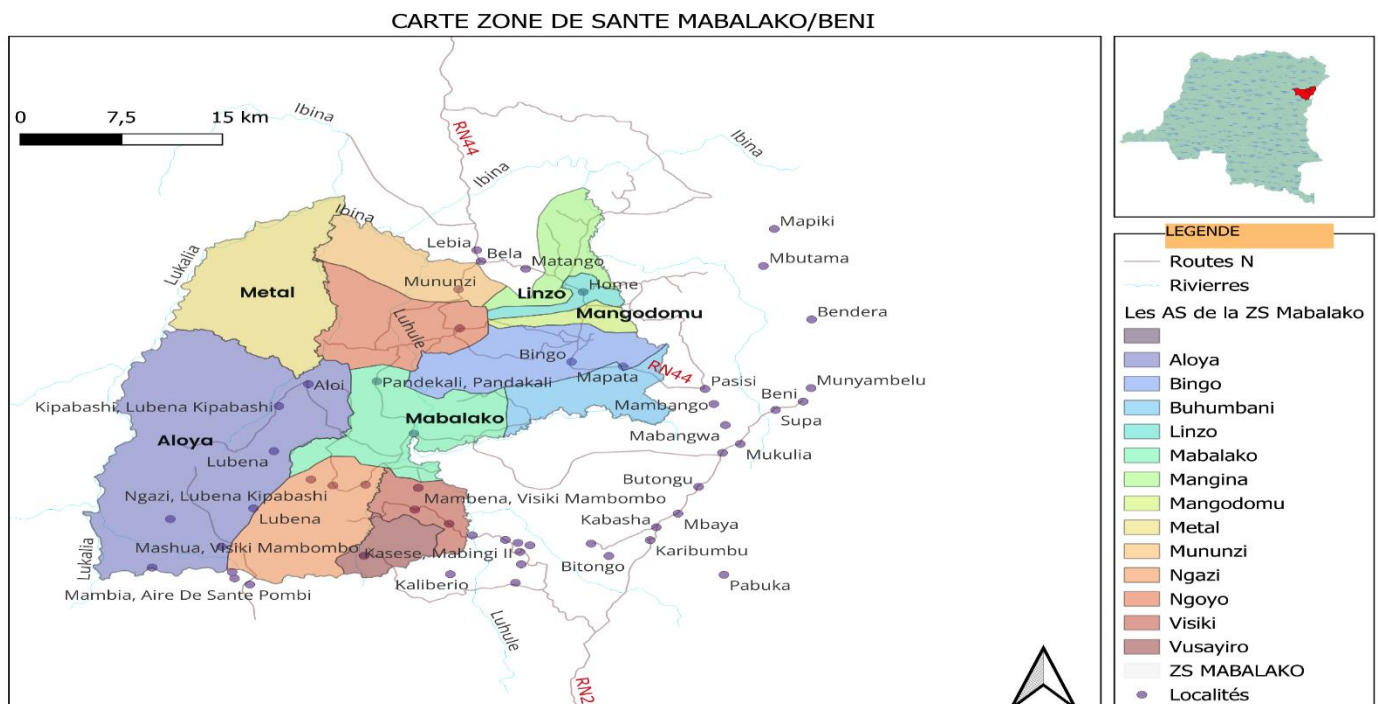 CARTE ZONE DE SANTE MABALAKO/BENI
0 7,5 15 km
Ibina
RN44
Ibina
Ibina
Ibina
Lukalia
Mapiki
Lebia
Bela
Matango
Mbutama
Metal
Mununzi
Linzo
Home
Mangodomu
Bendera
Luhule
Bingo
Mapata
RN44
Pasisi
Aloi
Pandekali, Pandakali
Beni
Munyambelu
Kipabashi, Lubena Kipabashi
Mambango
Supa
Mabalako
Mabangwa
Aloya
Lubena
Mukulia
Butongu
Ngazi, Lubena Kipabashi
Mambena, Visiki Mambombo
Lubena
Kabasha
Mbaya
Mashua, Visiki Mambombo
Kasese, Mabingi II
Karibumbu
Lukalia
Bitongo
Mambia, Aire De Sante Pombi
Kaliberio
Pabuka
Luhule
RN2
LEGENDE
Routes N
Rivierres
Les AS de la ZS Mabalako
Aloya
Bingo
Buhumbani
Linzo
Mabalako
Mangina
Mangodomu
Metal
Mununzi
Ngazi
Ngoyo
Visiki
Vusayiro
ZS MABALAKO
Localités